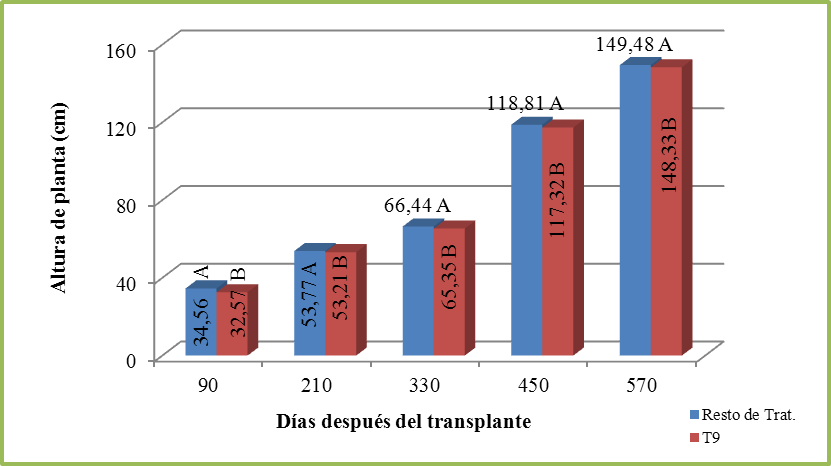 Altura de planta (cm)
160
120
80
40
0
34,56 A
32,57 B
53,77 A
53,21 B
66,44 A
65,35 B
118,81 A
117,32 B
149,48 A
148,33 B
90
210
330
450
570
Días después del transplante
Resto de Trat.
T9